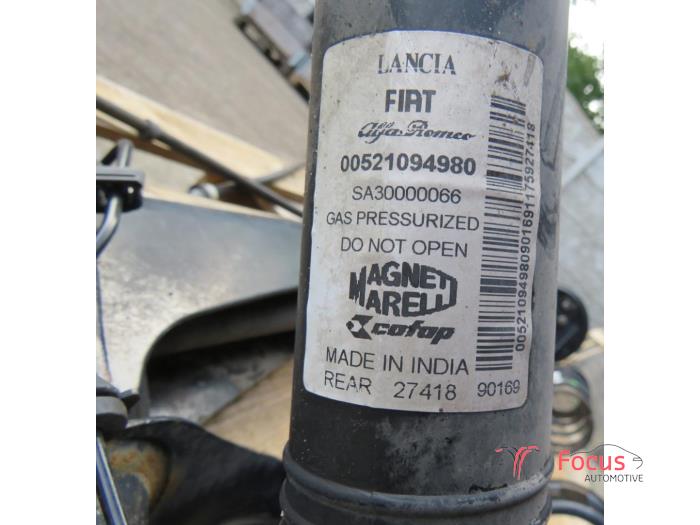 LANCIA
FIAT
Alfa Romeo
00521094980
SA30000066
GAS PRESSURIZED
DO NOT OPEN
MAGNETI
MARELLI
cofap
MADE IN INDIA
REAR 27418 90169
005210949809016911175927418
Focus
AUTOMOTIVE